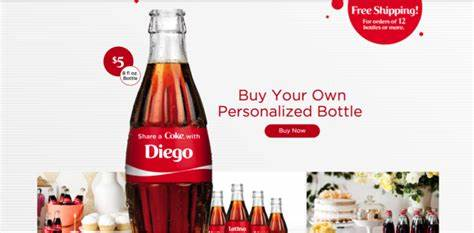 Free Shipping!
For orders of 12
bottles or more.
$5
8 fl oz
Bottle
Buy Your Own
Personalized Bottle
Buy Now
Share a Coke with
Diego
Latino